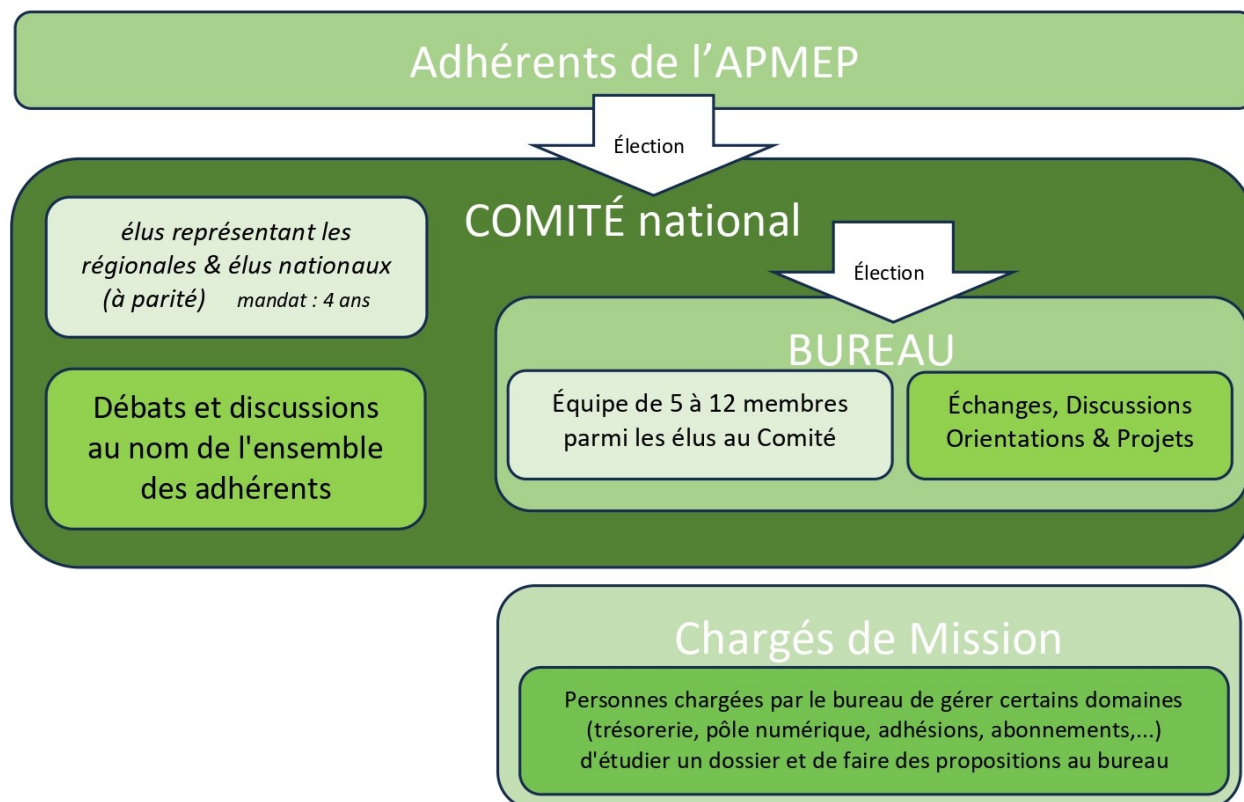 Adhérents de l’APMEP
Élection
COMITÉ national
élus représentant les
régionales & élus nationaux
(à parité) mandat : 4 ans
Débats et discussions
au nom de l'ensemble
des adhérents
Élection
BUREAU
Équipe de 5 à 12 membres
parmi les élus au Comité
Échanges, Discussions
Orientations & Projets
Chargés de Mission
Personnes chargées par le bureau de gérer certains domaines
(trésorerie, pôle numérique, adhésions, abonnements,...)
d'étudier un dossier et de faire des propositions au bureau